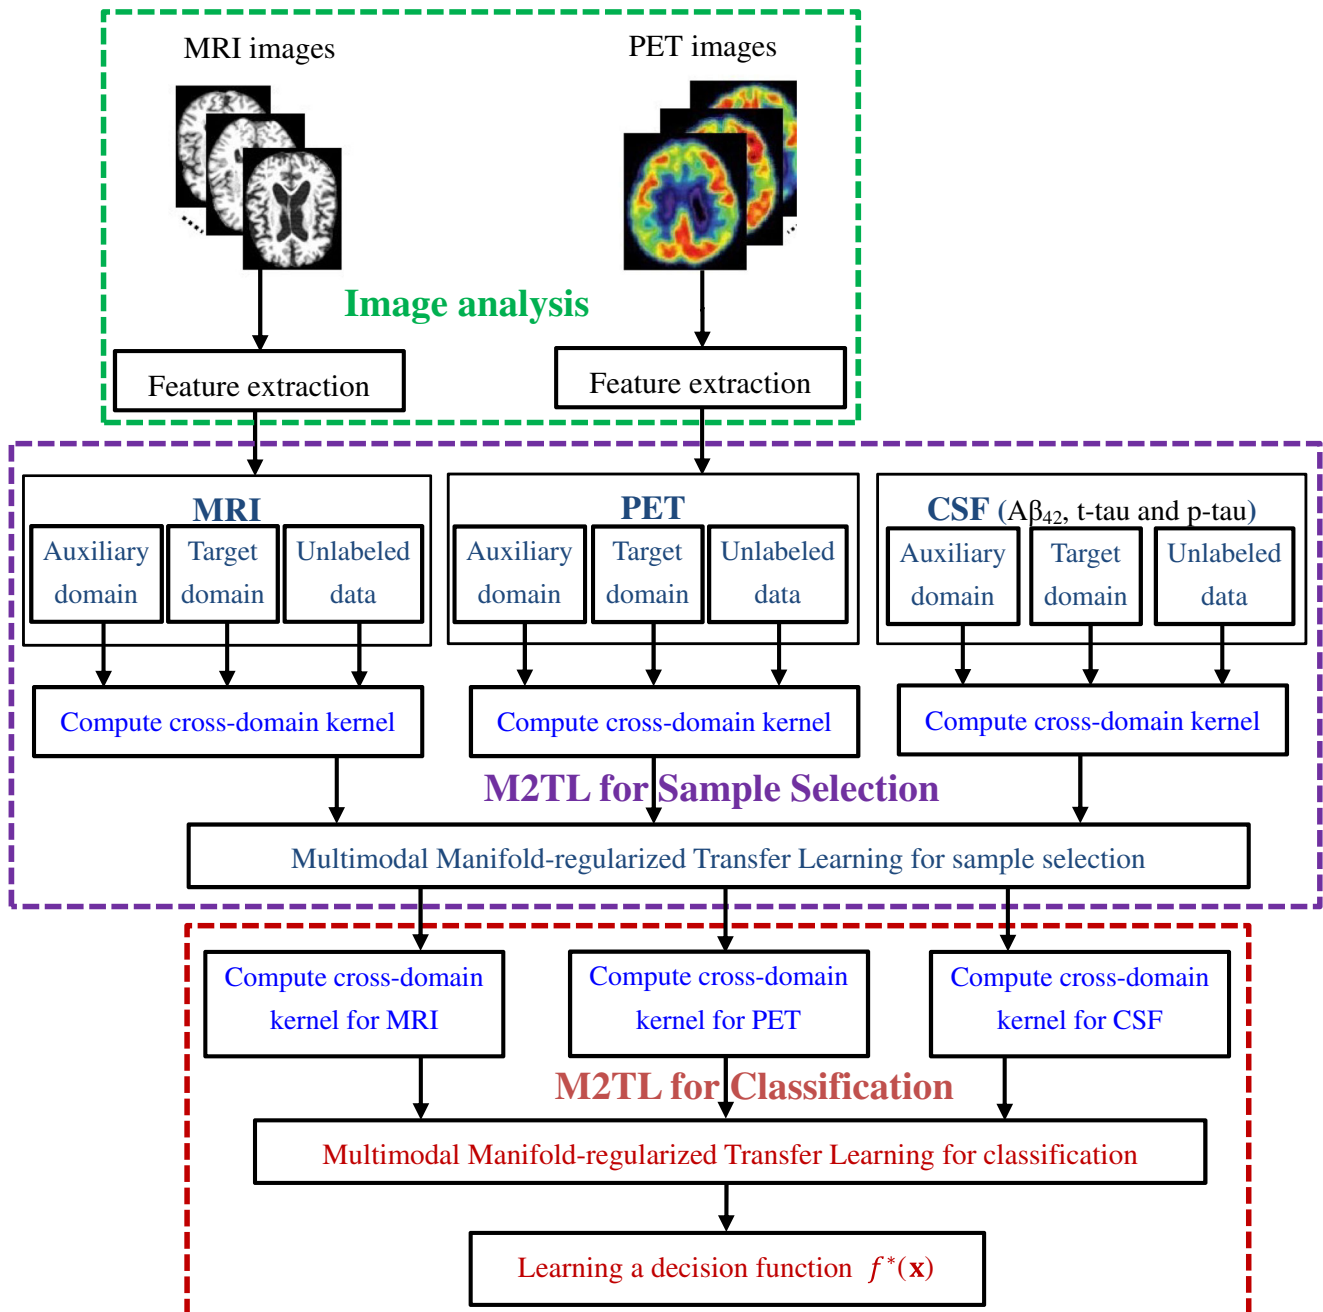 MRI images
PET images
Image analysis
Feature extraction
Feature extraction
MRI
Auxiliary
domain
Target
domain
Unlabeled
data
PET
Auxiliary
domain
Target
domain
Unlabeled
data
CSF (Aβ₄₂, t-tau and p-tau)
Auxiliary
domain
Target
domain
Unlabeled
data
Compute cross-domain kernel
Compute cross-domain kernel
Compute cross-domain kernel
M2TL for Sample Selection
Multimodal Manifold-regularized Transfer Learning for sample selection
Compute cross-domain
kernel for MRI
Compute cross-domain
kernel for PET
Compute cross-domain
kernel for CSF
M2TL for Classification
Multimodal Manifold-regularized Transfer Learning for classification
Learning a decision function f*(x)